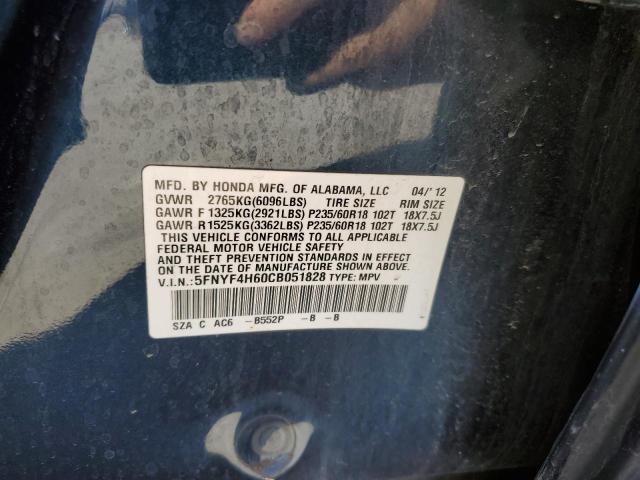 MFD. BY HONDA MFG. OF ALABAMA, LLC 04/'12
GVWR 2765KG(6096LBS) TIRE SIZE RIM SIZE
GAWR F 1325KG(2921LBS) P235/60R18 102T 18X7.5J
GAWR R 1525KG(3362LBS) P235/60R18 102T 18X7.5J
THIS VEHICLE CONFORMS TO ALL APPLICABLE
FEDERAL MOTOR VEHICLE SAFETY
AND THEFT PREVENTION STANDARDS IN EFFECT
ON THE DATE OF MANUFACTURE SHOWN ABOVE.
V.I.N.:5FNYF4H60CB051828 TYPE: MPV
SZA C AC6 -B552P -B -B